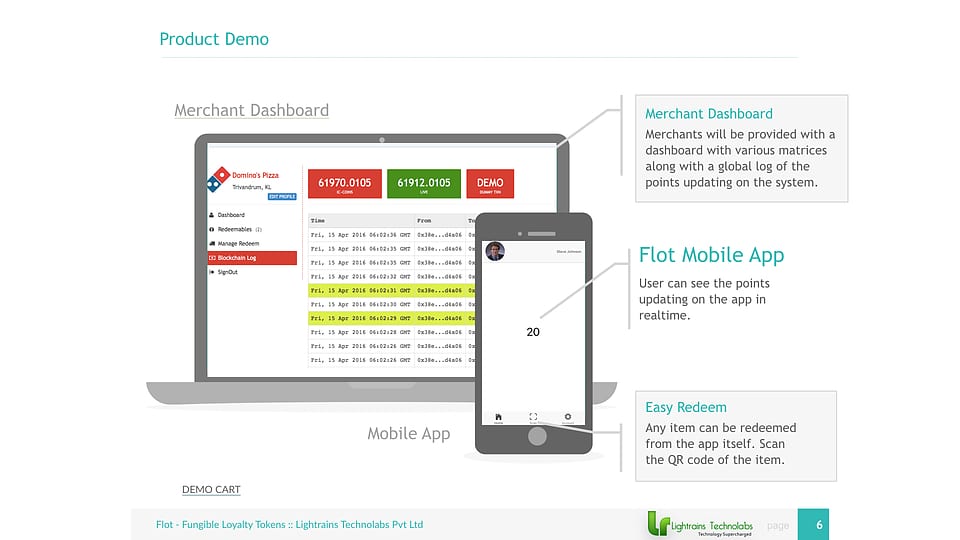 Product Demo
Merchant Dashboard
Domino's Pizza
Trivandrum, KL
EDIT PROFILE
Dashboard
Redeemables (2)
Manage Redeem
Blockchain Log
SignOut
61970.0105
IC-COINS
61912.0105
LIVE
DEMO
DUMMY TXN
Time From To
Fri, 15 Apr 2016 06:02:36 GMT 0x38e...d4a06 0x
Fri, 15 Apr 2016 06:02:35 GMT 0x38e...d4a06 0x
Fri, 15 Apr 2016 06:02:35 GMT 0x38e...d4a06 0x
Fri, 15 Apr 2016 06:02:32 GMT 0x38e...d4a06 0x
Fri, 15 Apr 2016 06:02:31 GMT 0x38e...d4a06 0x
Fri, 15 Apr 2016 06:02:30 GMT 0x38e...d4a06 0x
Fri, 15 Apr 2016 06:02:29 GMT 0x38e...d4a06 0x
Fri, 15 Apr 2016 06:02:28 GMT 0x38e...d4a06 0x
Fri, 15 Apr 2016 06:02:26 GMT 0x38e...d4a06 0x
Fri, 15 Apr 2016 06:02:26 GMT 0x38e...d4a06 0x
Steve Johnson
20
Home
Mobile App
Merchant Dashboard
Merchants will be provided with a
dashboard with various matrices
along with a global log of the
points updating on the system.
Flot Mobile App
User can see the points
updating on the app in
realtime.
Easy Redeem
Any item can be redeemed
from the app itself. Scan
the QR code of the item.
DEMO CART
Flot - Fungible Loyalty Tokens :: Lightrains Technolabs Pvt Ltd
Lightrains Technolabs
Technology Supercharged
page 6